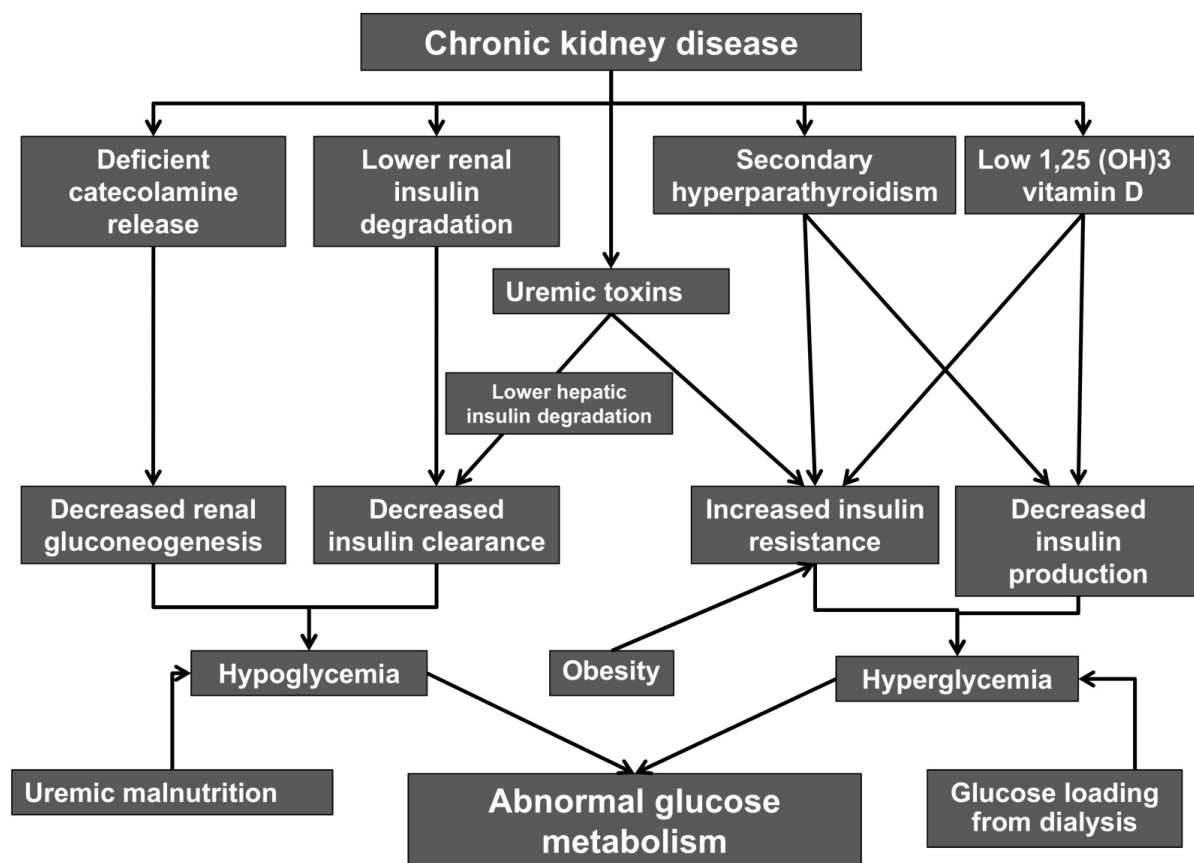 Chronic kidney disease
Deficient
catecolamine
release
Lower renal
insulin
degradation
Secondary
hyperparathyroidism
Low 1,25 (OH)3
vitamin D
Uremic toxins
Lower hepatic
insulin degradation
Decreased renal
gluconeogenesis
Decreased
insulin clearance
Increased insulin
resistance
Decreased
insulin
production
Hypoglycemia
Obesity
Hyperglycemia
Uremic malnutrition
Abnormal glucose
metabolism
Glucose loading
from dialysis